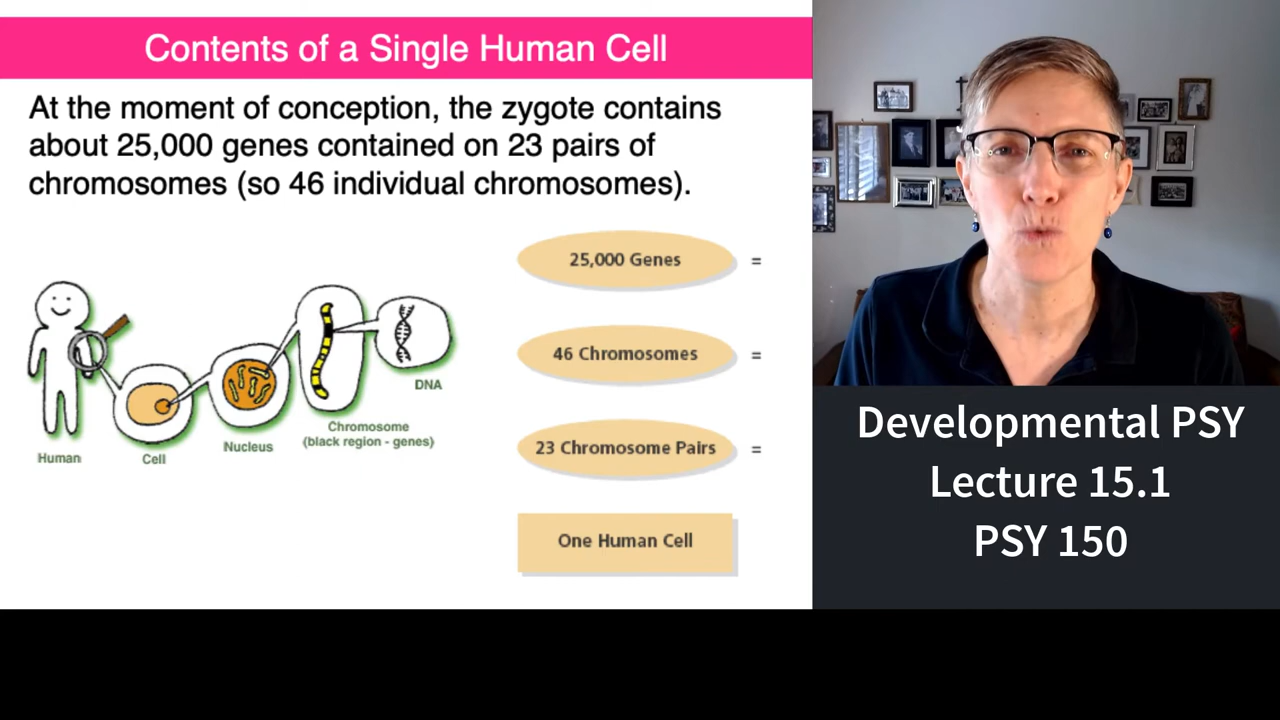 Contents of a Single Human Cell
At the moment of conception, the zygote contains
about 25,000 genes contained on 23 pairs of
chromosomes (so 46 individual chromosomes).
25,000 Genes =
46 Chromosomes =
23 Chromosome Pairs =
One Human Cell
Human
Cell
Nucleus
Chromosome
(black region - genes)
DNA
Developmental PSY
Lecture 15.1
PSY 150